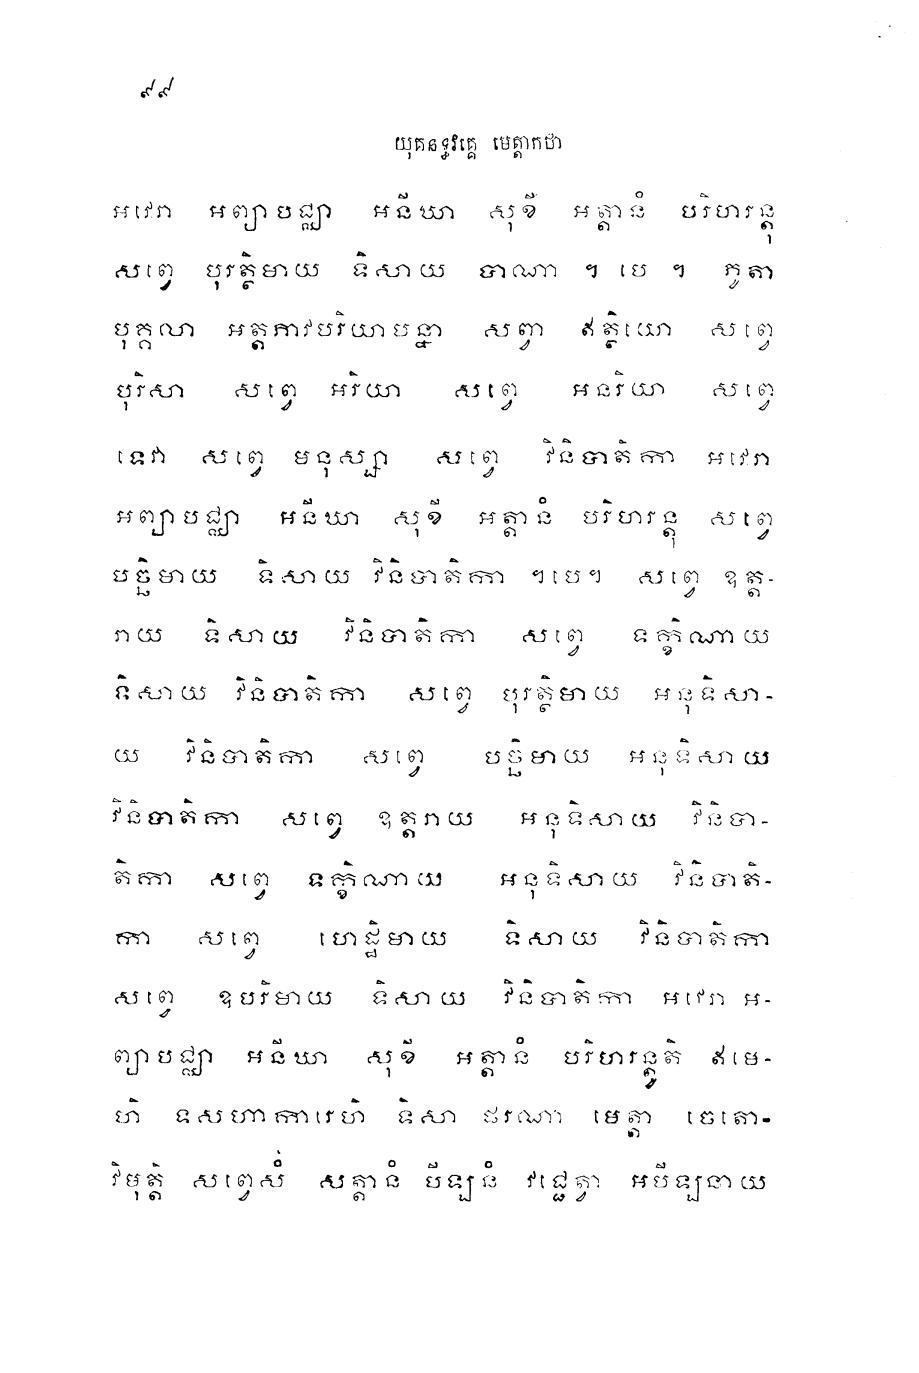 ៩៩
យុគនទ្ធវគ្គេ មេត្តាកថា
អវេរា អព្យាបជ្ឈា អនីឃា សុខី អត្តានំ បរិហរន្តុ
សព្វេ បុរត្ថិមាយ ទិសាយ បាណា ។ បេ ។ ភូតា
បុគ្គលា អត្តភាវបរិយាបន្នា សព្វា ឥត្ថិយោ សព្វេ
បុរិសា សព្វេ អរិយា សព្វេ អនរិយា សព្វេ
ទេវា សព្វេ មនុស្សា សព្វេ វិនិបាតិកា អវេរា
អព្យាបជ្ឈា អនីឃា សុខី អត្តានំ បរិហរន្តុ សព្វេ
បច្ឆិមាយ ទិសាយ វិនិបាតិកា ។បេ។ សព្វេ ឧត្ត-
រាយ ទិសាយ វិនិបាតិកា សព្វេ ទក្ខិណាយ
ទិសាយ វិនិបាតិកា សព្វេ បុរត្ថិមាយ អនុទិសា-
យ វិនិបាតិកា សព្វេ បច្ឆិមាយ អនុទិសាយ
វិនិបាតិកា សព្វេ ឧត្តរាយ អនុទិសាយ វិនិបា-
តិកា សព្វេ ទក្ខិណាយ អនុទិសាយ វិនិបាតិ-
កា សព្វេ ហេដ្ឋិមាយ ទិសាយ វិនិបាតិកា
សព្វេ ឧបរិមាយ ទិសាយ វិនិបាតិកា អវេរា អ-
ព្យាបជ្ឈា អនីឃា សុខី អត្តានំ បរិហរន្តូតិ ឥមេ-
ហិ ទសហាការេហិ ទិសា ផរណា មេត្តា ចេតោ-
វិមុត្តិ សព្វេសំ សត្តានំ បីឡនំ វជ្ជេត្វា អបីឡនាយ